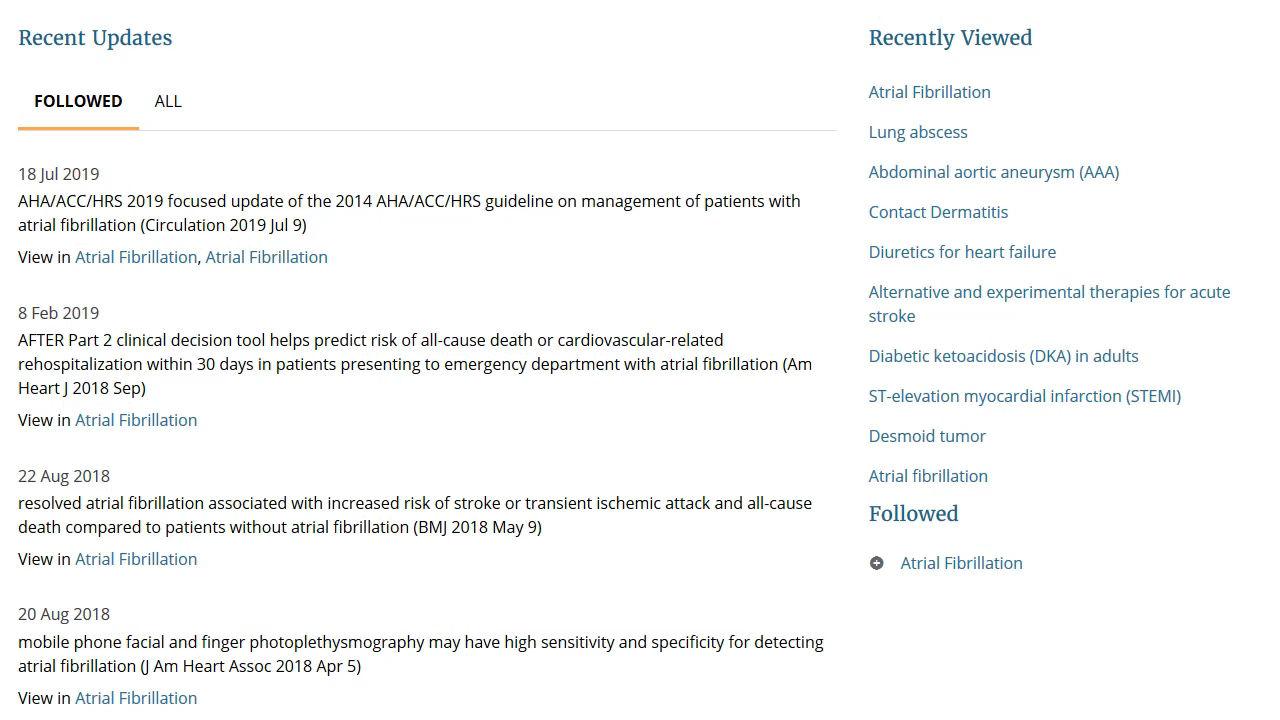 Recent Updates
FOLLOWED
ALL
18 Jul 2019
AHA/ACC/HRS 2019 focused update of the 2014 AHA/ACC/HRS guideline on management of patients with
atrial fibrillation (Circulation 2019 Jul 9)
View in Atrial Fibrillation, Atrial Fibrillation
8 Feb 2019
AFTER Part 2 clinical decision tool helps predict risk of all-cause death or cardiovascular-related
rehospitalization within 30 days in patients presenting to emergency department with atrial fibrillation (Am
Heart J 2018 Sep)
View in Atrial Fibrillation
22 Aug 2018
resolved atrial fibrillation associated with increased risk of stroke or transient ischemic attack and all-cause
death compared to patients without atrial fibrillation (BMJ 2018 May 9)
View in Atrial Fibrillation
20 Aug 2018
mobile phone facial and finger photoplethysmography may have high sensitivity and specificity for detecting
atrial fibrillation (J Am Heart Assoc 2018 Apr 5)
View in Atrial Fibrillation
Recently Viewed
Atrial Fibrillation
Lung abscess
Abdominal aortic aneurysm (AAA)
Contact Dermatitis
Diuretics for heart failure
Alternative and experimental therapies for acute
stroke
Diabetic ketoacidosis (DKA) in adults
ST-elevation myocardial infarction (STEMI)
Desmoid tumor
Atrial fibrillation
Followed
Atrial Fibrillation